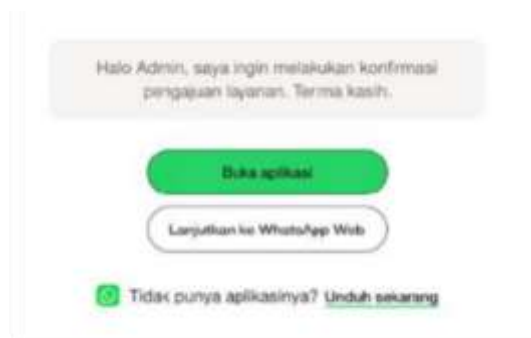 Halo Admin, saya ingin melakukan konfirmasi
pengajuan layanan. Terima kasih.
Buka aplikasi
Lanjutkan ke WhatsApp Web
Tidak punya aplikasinya? Unduh sekarang